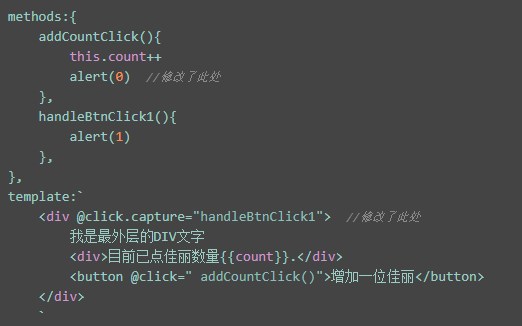 methods:{
addCountClick(){
this.count++
alert(0)  //修改了此处
},
handleBtnClick1(){
alert(1)
},
},
template:`
<div @click.capture="handleBtnClick1">  //修改了此处
我是最外层的DIV文字
<div>目前已点佳丽数量{{count}}.</div>
<button @click=" addCountClick()">增加一位佳丽</button>
</div>
`